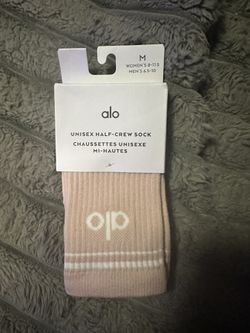 M
WOMEN'S 8-11.5
MEN'S 6.5-10
alo
UNISEX HALF-CREW SOCK
CHAUSSETTES UNISEXE
MI-HAUTES
alo